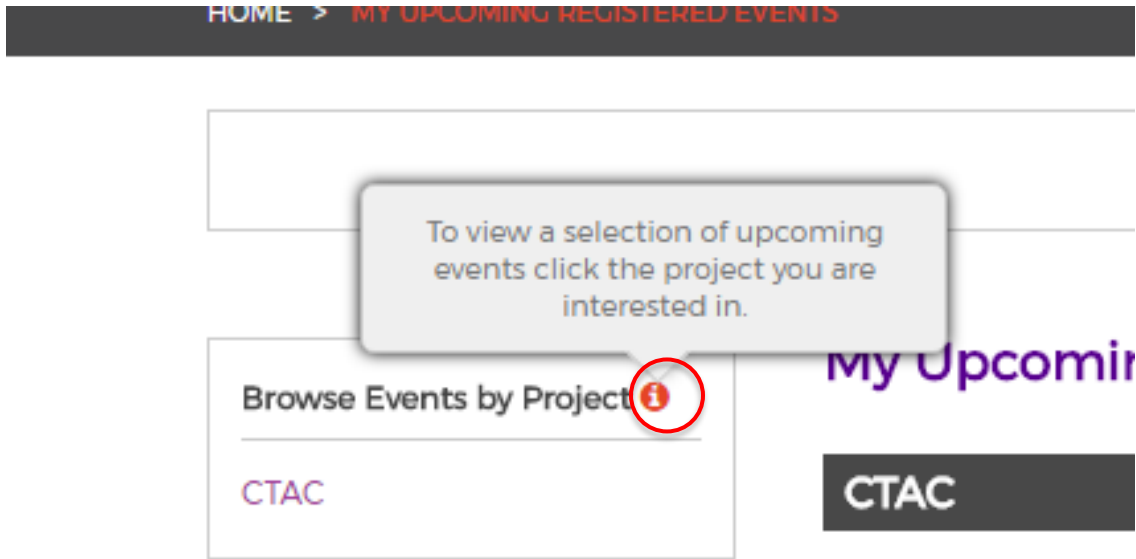 HOME > MY UPCOMING REGISTERED EVENTS
To view a selection of upcoming
events click the project you are
interested in.
Browse Events by Project
My Upcomin
CTAC
CTAC